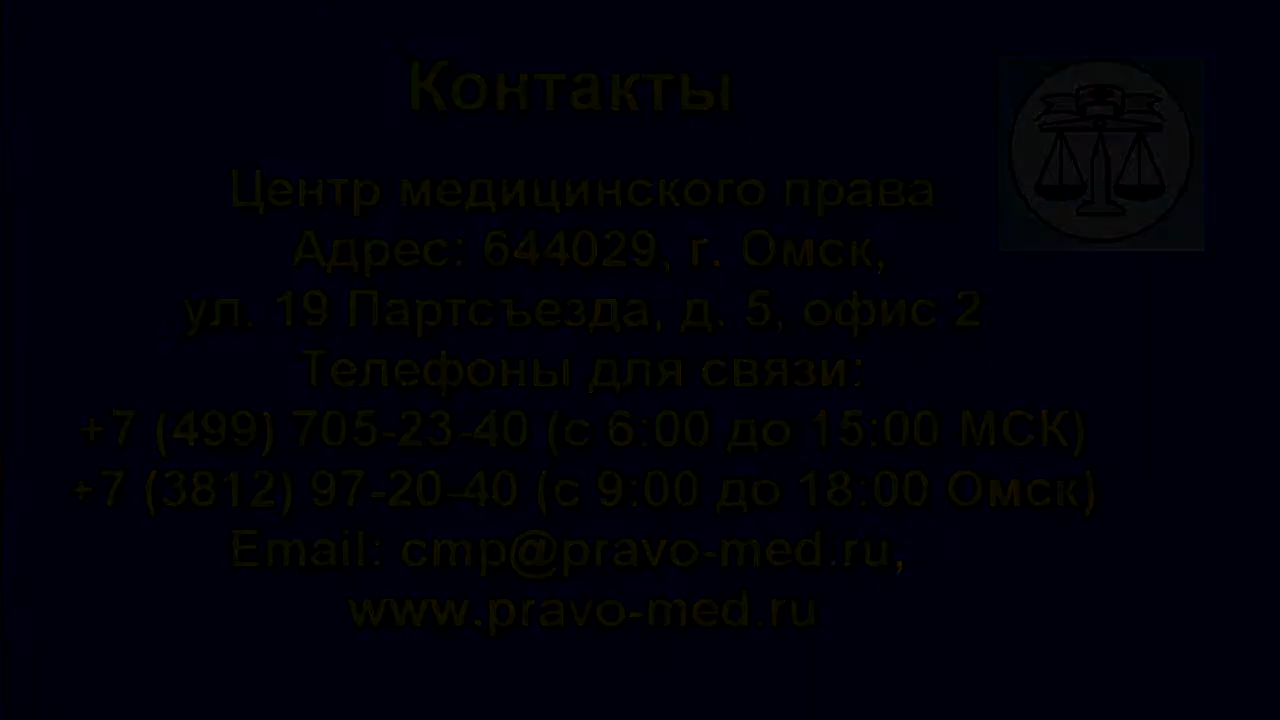 Контакты
Центр медицинского права
Адрес: 644029, г. Омск,
ул. 19 Партсъезда, д. 5, офис 2
Телефоны для связи:
+7 (499) 705-23-40 (с 6:00 до 15:00 МСК)
+7 (3812) 97-20-40 (с 9:00 до 18:00 Омск)
Email: cmp@pravo-med.ru,
www.pravo-med.ru